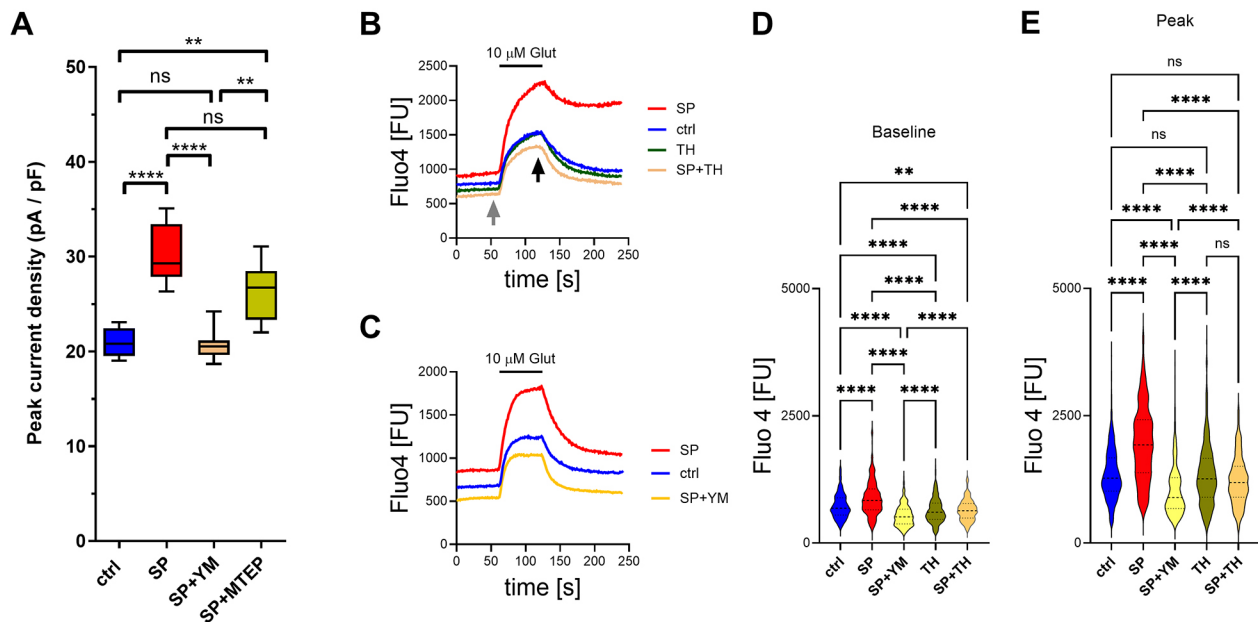 A
Peak current density (pA / pF)
50
40
30
20
10
0
**
ns
**
ns
****
****
ctrl
SP
SP+YM
SP+MTEP
B
10 μM Glut
Fluo4 [FU]
2500
2000
1500
1000
500
0
0 50 100 150 200 250
time [s]
SP
ctrl
TH
SP+TH
C
10 μM Glut
Fluo4 [FU]
2000
1500
1000
500
0
0 50 100 150 200 250
time [s]
SP
ctrl
SP+YM
D
Baseline
Fluo 4 [FU]
5000
2500
0
**
****
****
****
**** ****
****
**** ****
ctrl
SP
SP+YM
TH
SP+TH
E
Peak
Fluo 4 [FU]
5000
2500
0
ns
****
ns
****
**** ****
**** ns
**** ****
ctrl
SP
SP+YM
TH
SP+TH